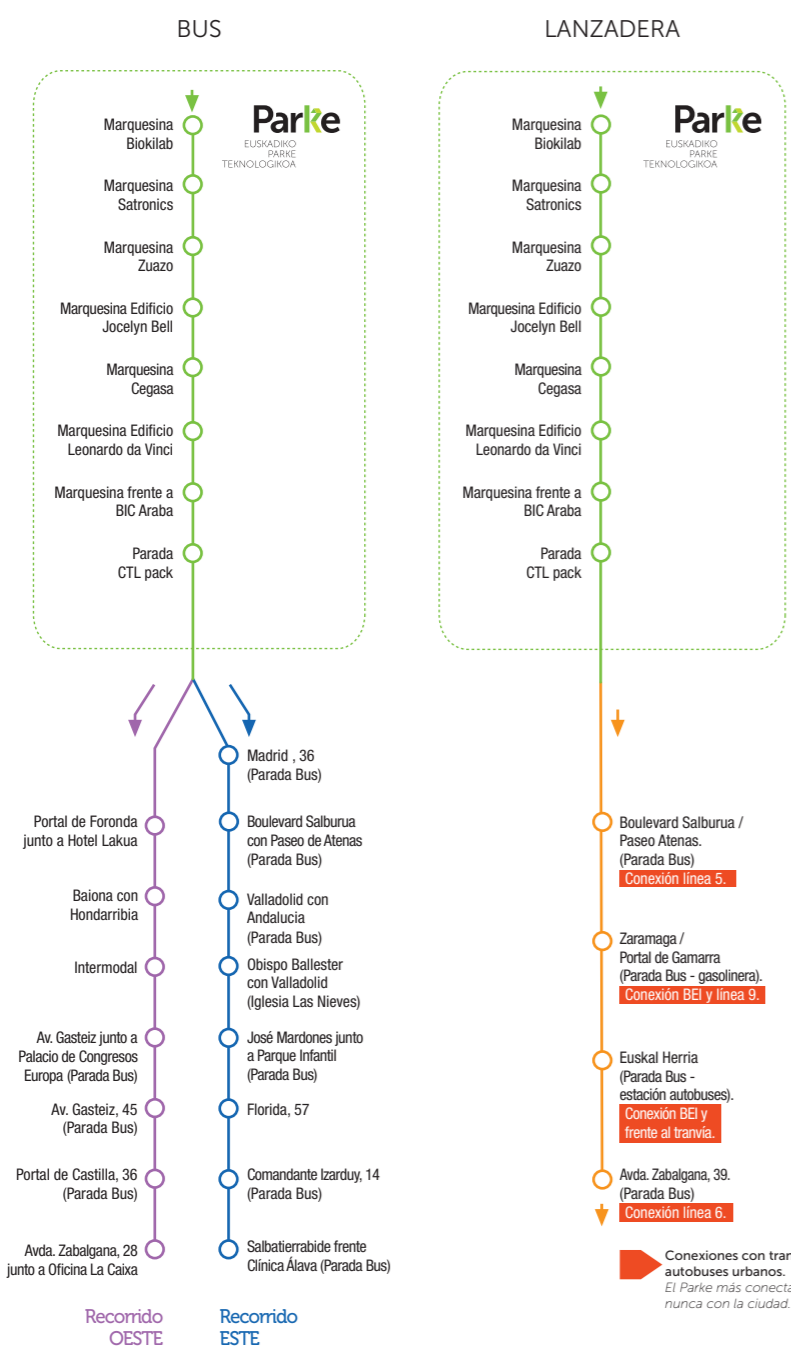 BUS
Parke
EUSKADIKO
PARKE
TEKNOLOGIKOA
Marquesina
Biokilab
Marquesina
Satronics
Marquesina
Zuazo
Marquesina Edificio
Jocelyn Bell
Marquesina
Cegasa
Marquesina Edificio
Leonardo da Vinci
Marquesina frente a
BIC Araba
Parada
CTL pack
Portal de Foronda
junto a Hotel Lakua
Baiona con
Hondarribia
Intermodal
Av. Gasteiz junto a
Palacio de Congresos
Europa (Parada Bus)
Av. Gasteiz, 45
(Parada Bus)
Portal de Castilla, 36
(Parada Bus)
Avda. Zabalgana, 28
junto a Oficina La Caixa
Recorrido
OESTE
Madrid , 36
(Parada Bus)
Boulevard Salburua
con Paseo de Atenas
(Parada Bus)
Valladolid con
Andalucia
(Parada Bus)
Obispo Ballester
con Valladolid
(Iglesia Las Nieves)
José Mardones junto
a Parque Infantil
(Parada Bus)
Florida, 57
Comandante Izarduy, 14
(Parada Bus)
Salbatierrabide frente
Clínica Álava (Parada Bus)
Recorrido
ESTE
LANZADERA
Parke
EUSKADIKO
PARKE
TEKNOLOGIKOA
Marquesina
Biokilab
Marquesina
Satronics
Marquesina
Zuazo
Marquesina Edificio
Jocelyn Bell
Marquesina
Cegasa
Marquesina Edificio
Leonardo da Vinci
Marquesina frente a
BIC Araba
Parada
CTL pack
Boulevard Salburua /
Paseo Atenas.
(Parada Bus)
Conexión línea 5.
Zaramaga /
Portal de Gamarra
(Parada Bus - gasolinera).
Conexión BEI y línea 9.
Euskal Herria
(Parada Bus -
estación autobuses).
Conexión BEI y
frente al tranvía.
Avda. Zabalgana, 39.
(Parada Bus)
Conexión línea 6.
Conexiones con
autobuses urbanos.
El Parke más
nunca con la ciudad.